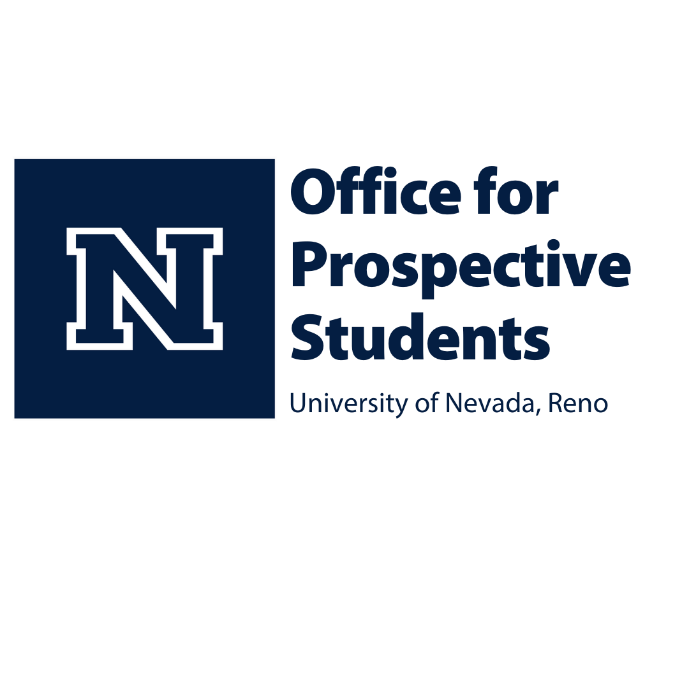 N
Office for
Prospective
Students
University of Nevada, Reno